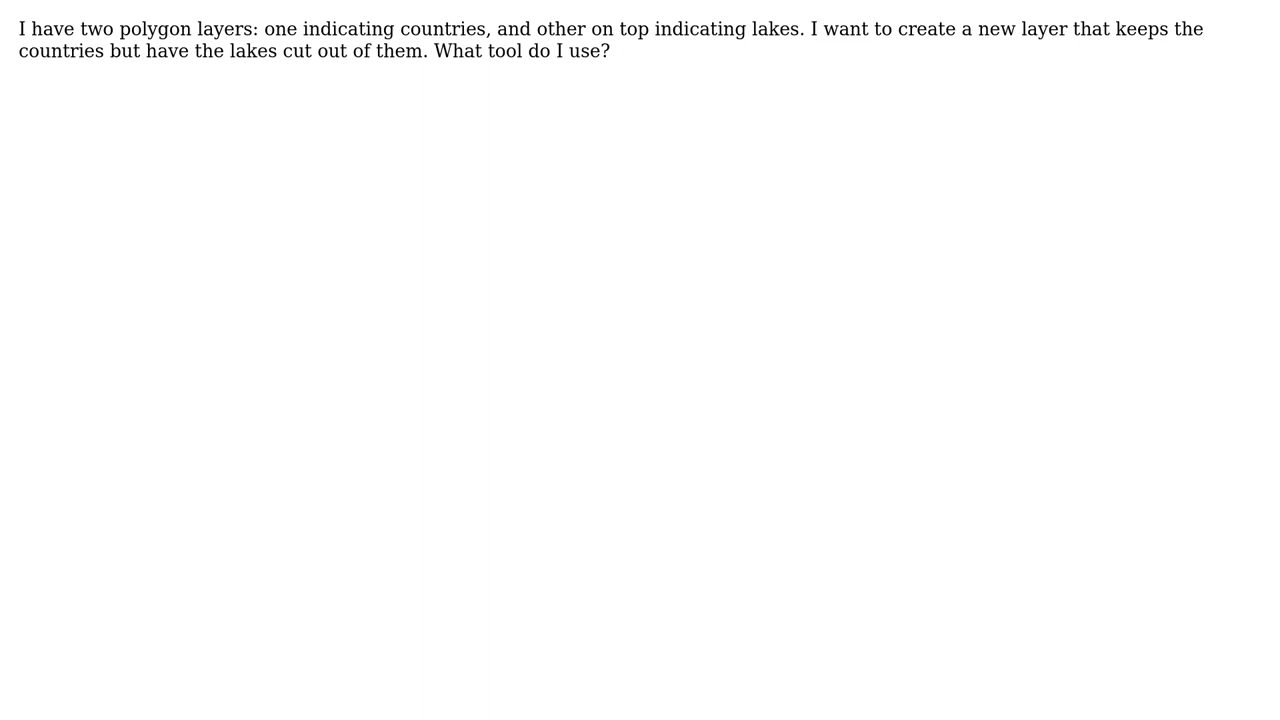 I have two polygon layers: one indicating countries, and other on top indicating lakes. I want to create a new layer that keeps the
countries but have the lakes cut out of them. What tool do I use?